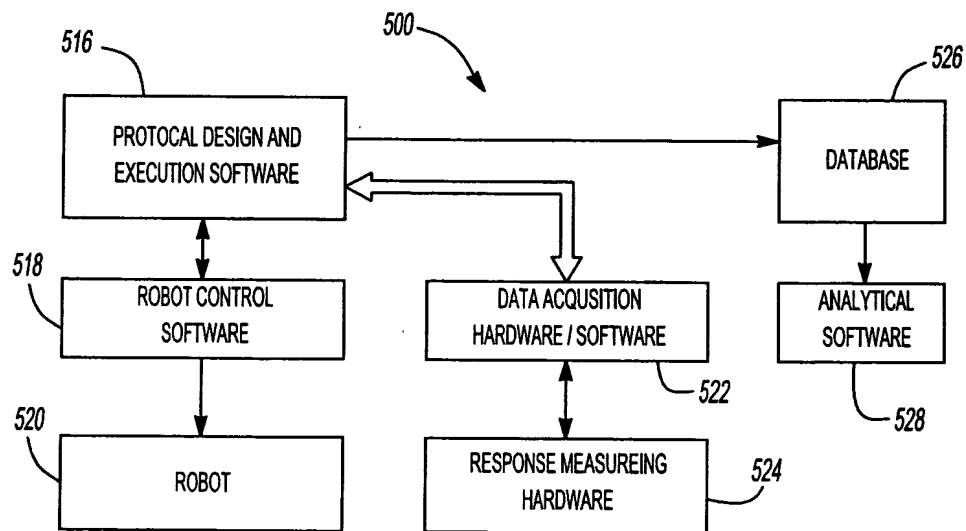 500
516
526
PROTOCAL DESIGN AND
EXECUTION SOFTWARE
DATABASE
518
ROBOT CONTROL
SOFTWARE
DATA ACQUSITION
HARDWARE / SOFTWARE
522
ANALYTICAL
SOFTWARE
528
520
ROBOT
RESPONSE MEASUREING
HARDWARE
524